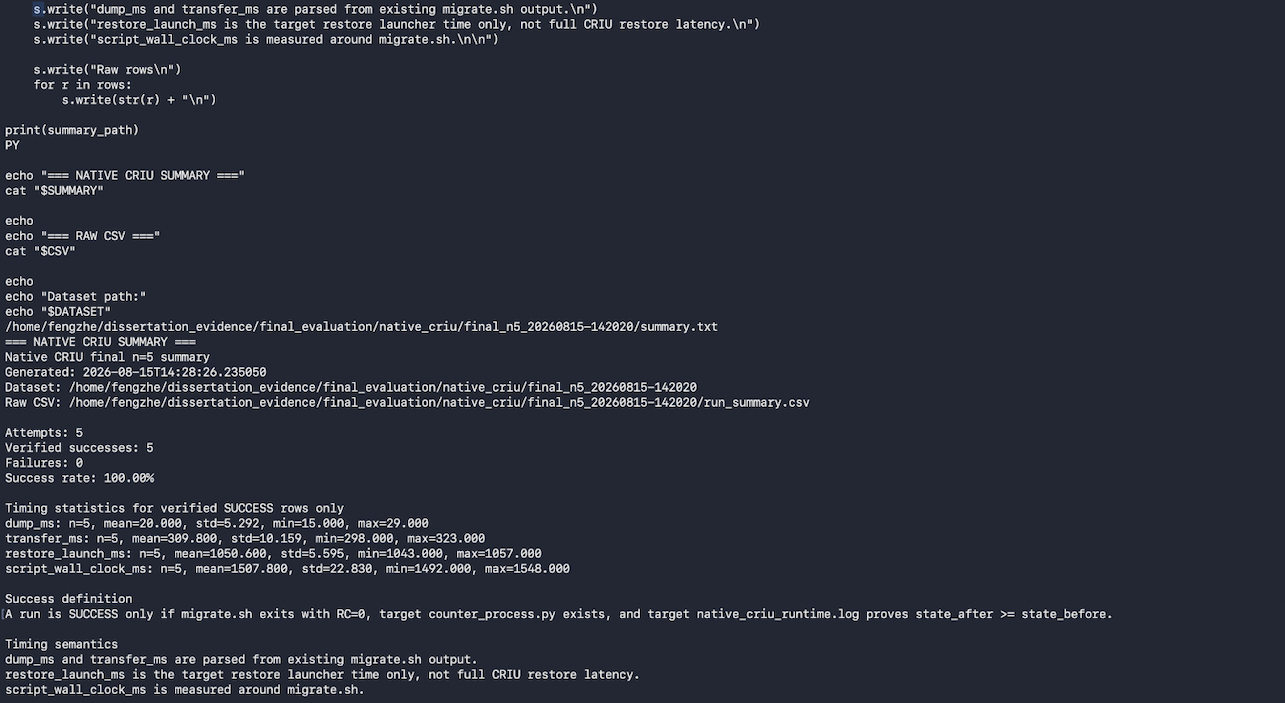 s.write("dump_ms and transfer_ms are parsed from existing migrate.sh output.\n")
s.write("restore_launch_ms is the target restore launcher time only, not full CRIU restore latency.\n")
s.write("script_wall_clock_ms is measured around migrate.sh.\n\n")
s.write("Raw rows\n")
for r in rows:
s.write(str(r) + "\n")
print(summary_path)
PY
echo "=== NATIVE CRIU SUMMARY ==="
cat "$SUMMARY"
echo
echo "=== RAW CSV ==="
cat "$CSV"
echo
echo "Dataset path:"
echo "$DATASET"
/home/fengzhe/dissertation_evidence/final_evaluation/native_criu/final_n5_20260815-142020/summary.txt
=== NATIVE CRIU SUMMARY ===
Native CRIU final n=5 summary
Generated: 2026-08-15T14:28:26.235050
Dataset: /home/fengzhe/dissertation_evidence/final_evaluation/native_criu/final_n5_20260815-142020
Raw CSV: /home/fengzhe/dissertation_evidence/final_evaluation/native_criu/final_n5_20260815-142020/run_summary.csv
Attempts: 5
Verified successes: 5
Failures: 0
Success rate: 100.00%
Timing statistics for verified SUCCESS rows only
dump_ms: n=5, mean=20.000, std=5.292, min=15.000, max=29.000
transfer_ms: n=5, mean=309.800, std=10.159, min=298.000, max=323.000
restore_launch_ms: n=5, mean=1050.600, std=5.595, min=1043.000, max=1057.000
script_wall_clock_ms: n=5, mean=1507.800, std=22.830, min=1492.000, max=1548.000
Success definition
A run is SUCCESS only if migrate.sh exits with RC=0, target counter_process.py exists, and target native_criu_runtime.log proves state_after >= state_before.
Timing semantics
dump_ms and transfer_ms are parsed from existing migrate.sh output.
restore_launch_ms is the target restore launcher time only, not full CRIU restore latency.
script_wall_clock_ms is measured around migrate.sh.